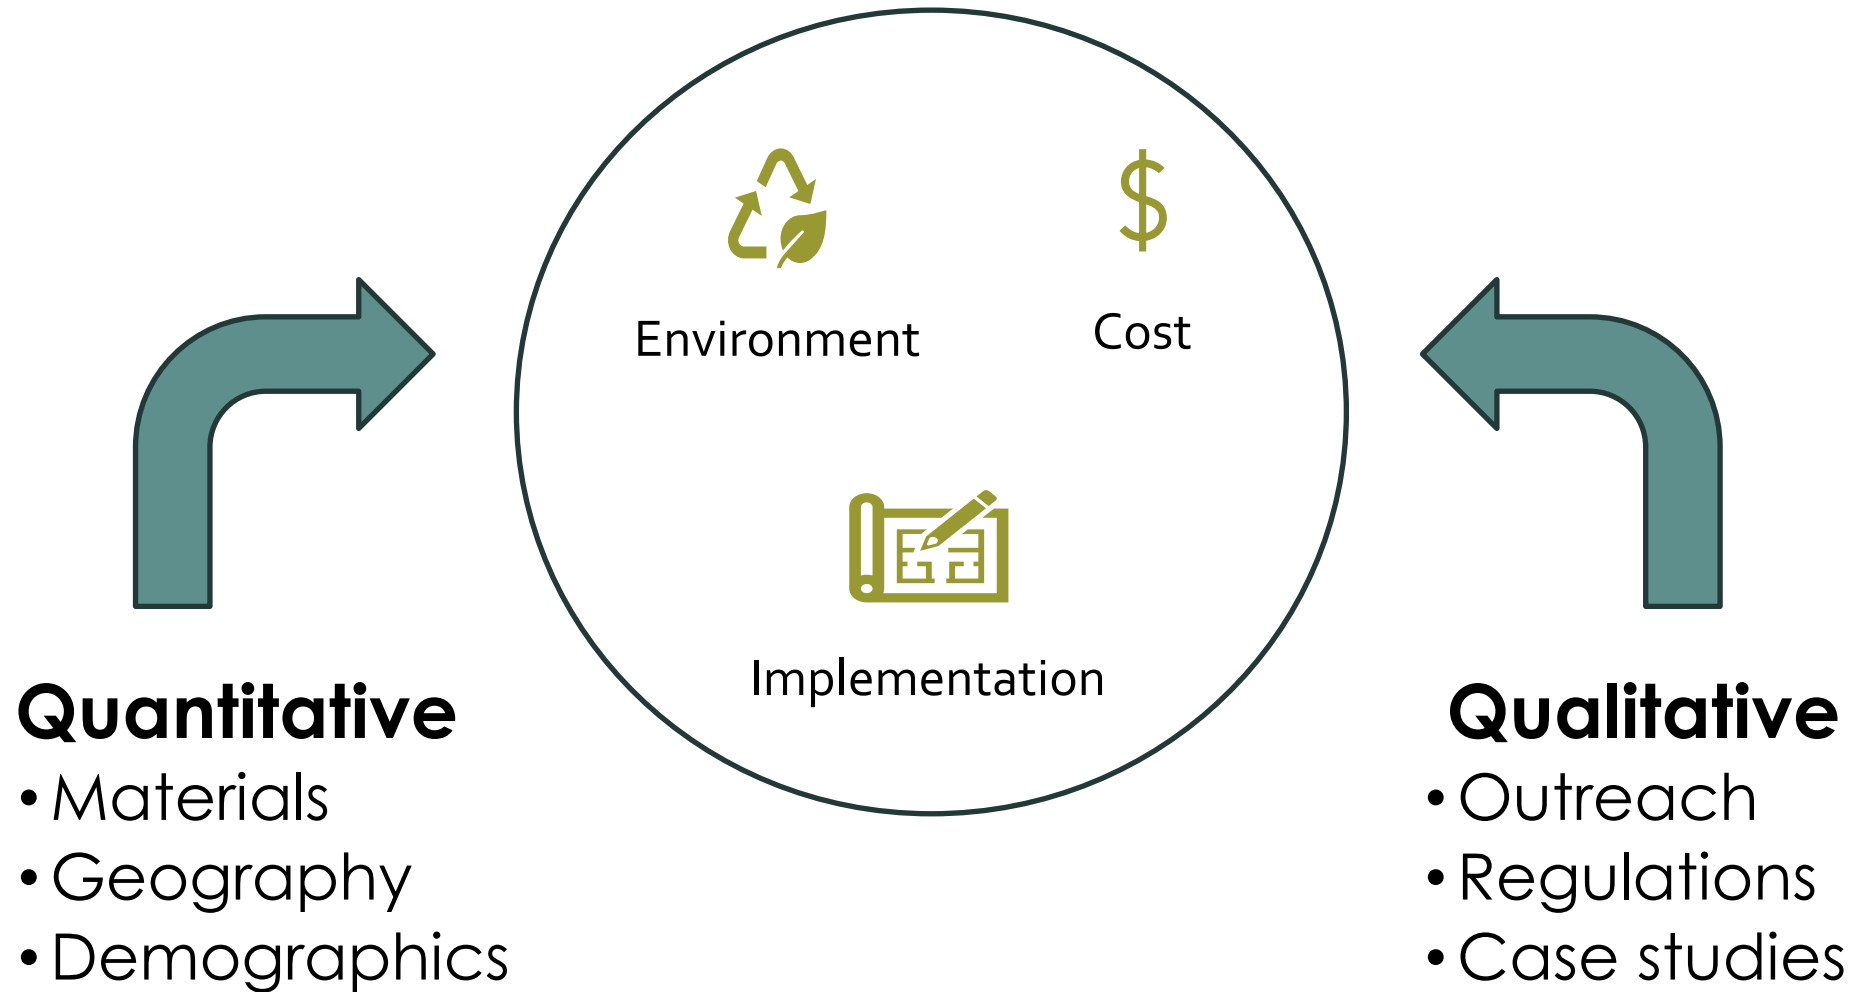 $
Environment
Cost
Implementation
Quantitative
• Materials
• Geography
• Demographics
Qualitative
• Outreach
• Regulations
• Case studies